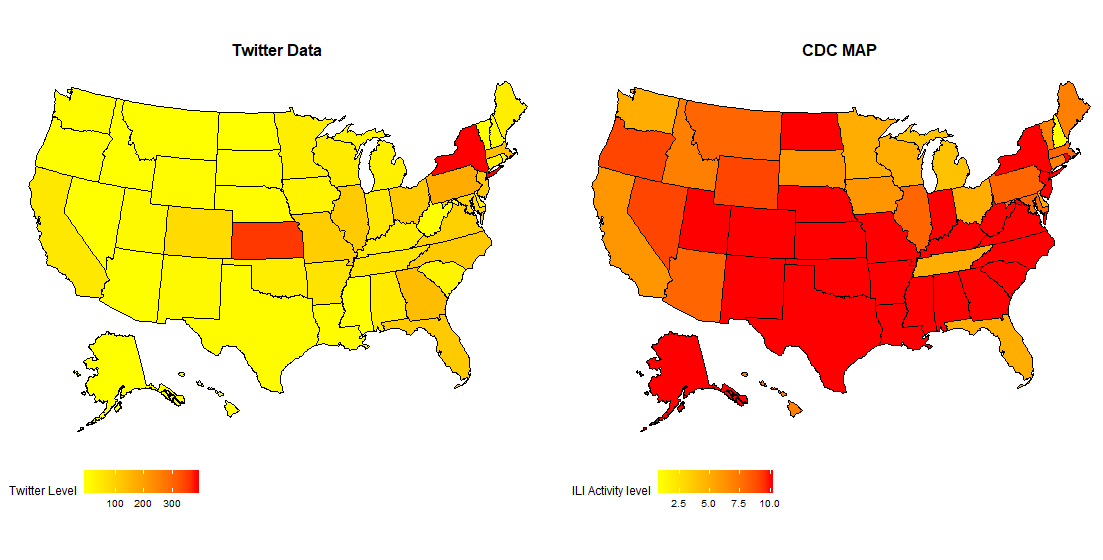 Twitter Data
CDC MAP
Twitter Level
100 200 300
ILI Activity level
2.5 5.0 7.5 10.0